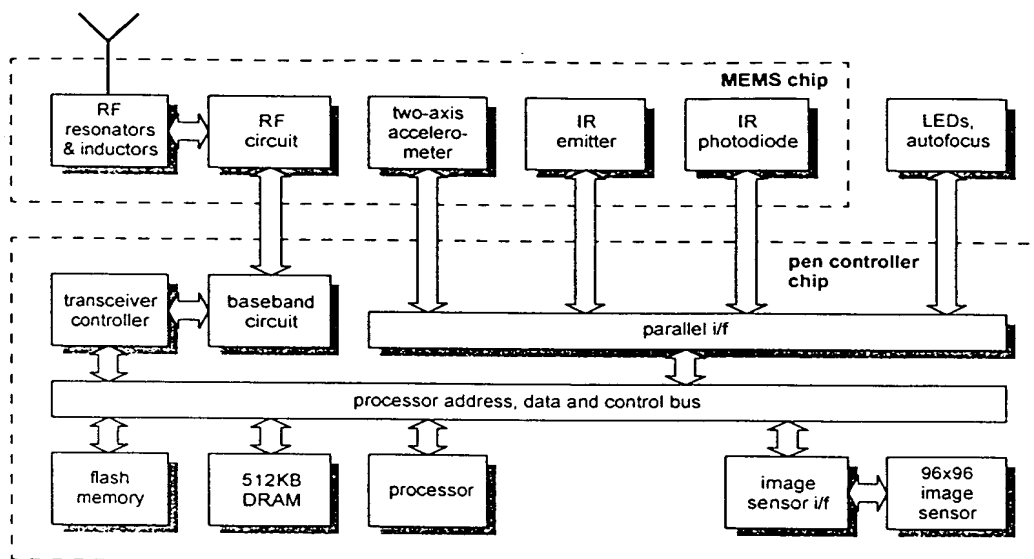 MEMS chip
RF
resonators
& inductors
RF
circuit
two-axis
accelero-
meter
IR
emitter
IR
photodiode
LEDs,
autofocus
pen controller
chip
transceiver
controller
baseband
circuit
parallel i/f
processor address, data and control bus
flash
memory
512KB
DRAM
processor
image
sensor i/f
96x96
image
sensor